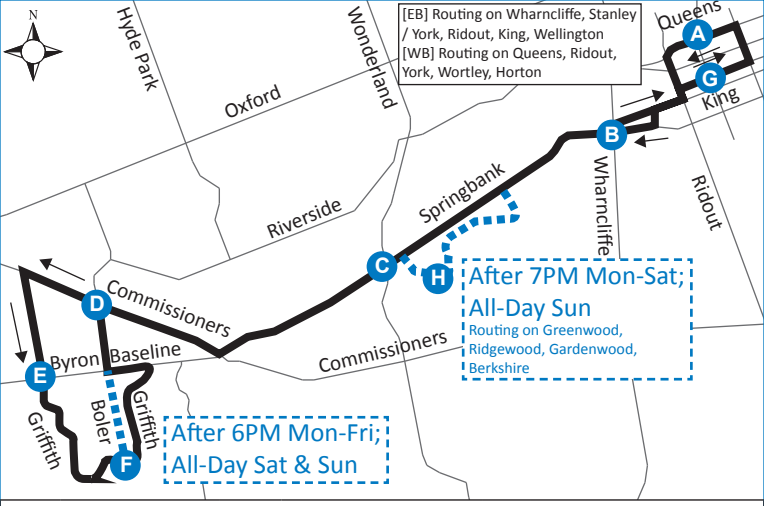 N
Hyde Park
Wonderland
[EB] Routing on Wharncliffe, Stanley
/ York, Ridout, King, Wellington
[WB] Routing on Queens, Ridout,
York, Wortley, Horton
Queens
A
G
King
Oxford
B
Wharncliffe
Ridout
Springbank
Riverside
C
H
After 7PM Mon-Sat;
All-Day Sun
Routing on Greenwood,
Ridgewood, Gardenwood,
Berkshire
D
Commissioners
Commissioners
Byron Baseline
E
Griffith
Boler
Griffith
F
After 6PM Mon-Fri;
All-Day Sat & Sun